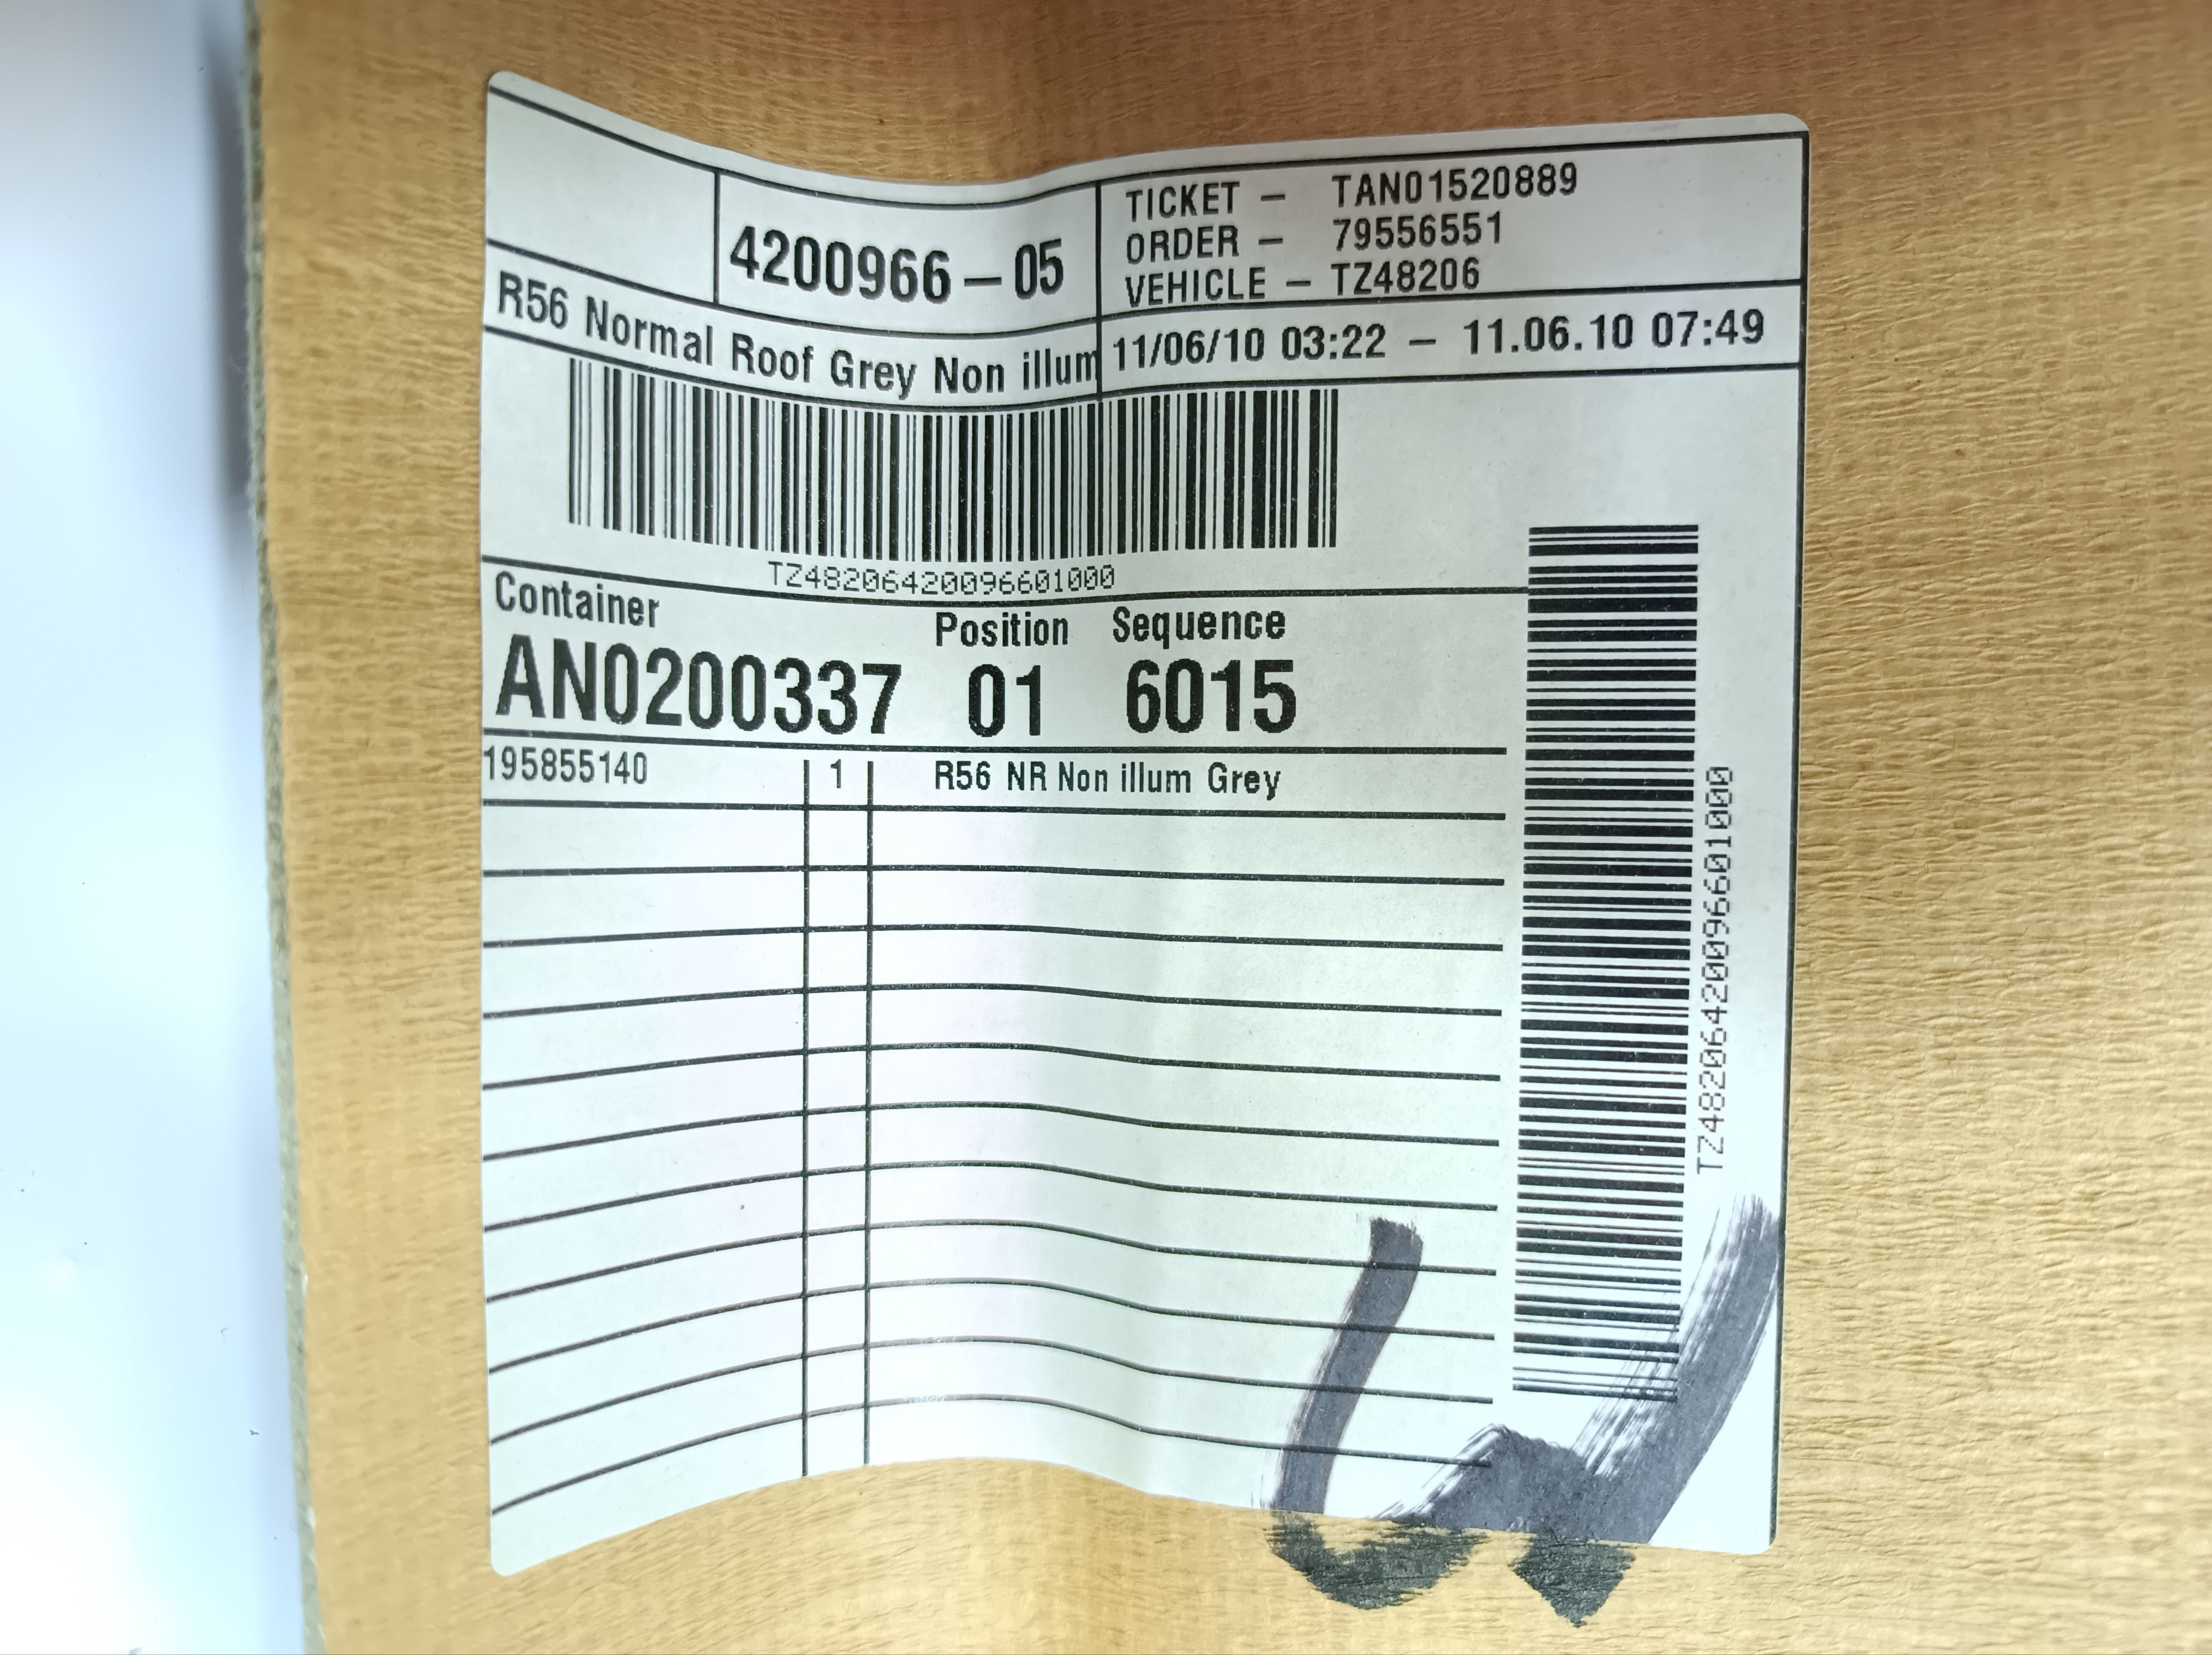 4200966-05
TICKET - TAN01520889
ORDER - 79556551
VEHICLE - TZ48206
R56 Normal Roof Grey Non illum
11/06/10 03:22 - 11.06.10 07:49
TZ48206420096601000
Container Position Sequence
AN0200337 01 6015
195855140 1 R56 NR Non illum Grey
TZ48206420096601000